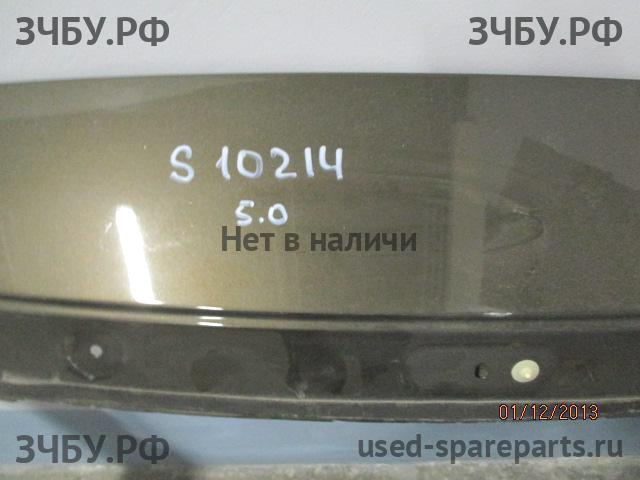 ЗЧБУ.РФ ЗЧБУ.РФ
S 10214
5.0
Нет в наличи
01/12/2013
ЗЧБУ.РФ used-spareparts.ru